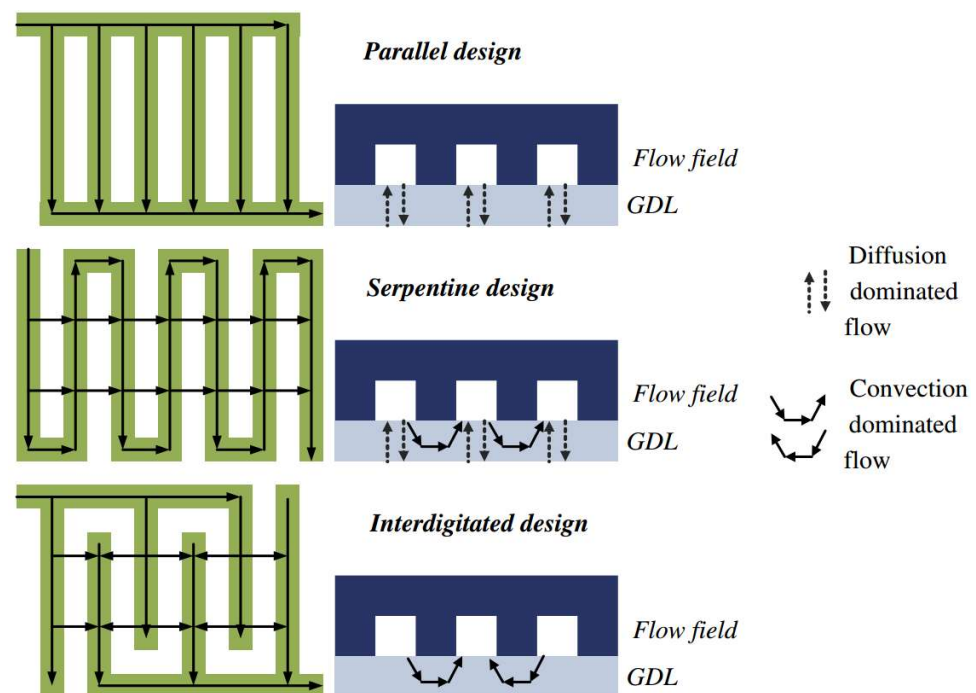 Parallel design
Flow field
GDL
Serpentine design
Diffusion
dominated
flow
Flow field
GDL
Convection
dominated
flow
Interdigitated design
Flow field
GDL